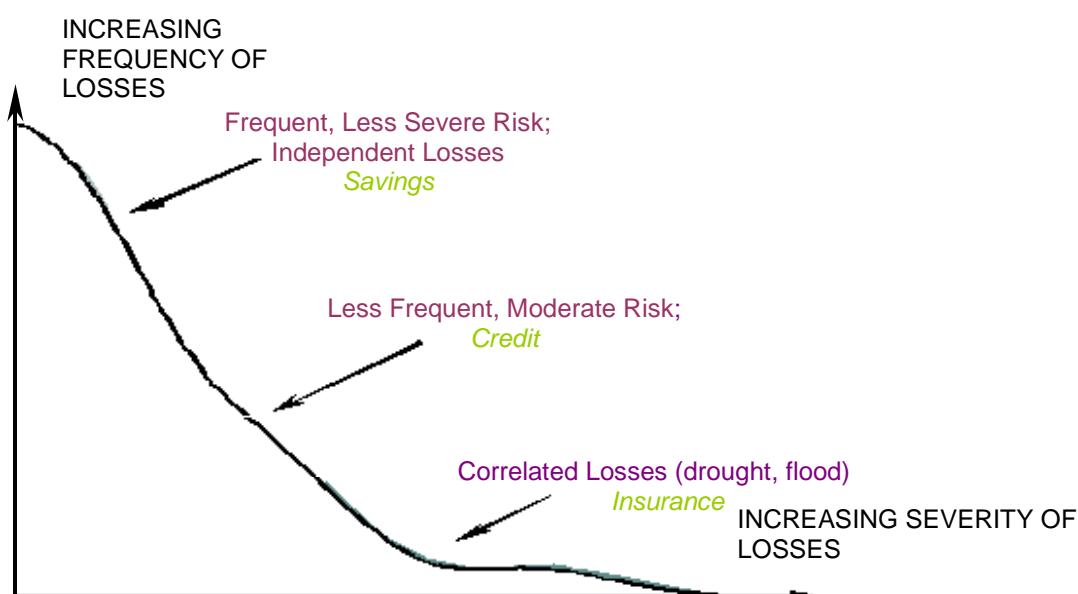 INCREASING
FREQUENCY OF
LOSSES
Frequent, Less Severe Risk;
Independent Losses
Savings
Less Frequent, Moderate Risk;
Credit
Correlated Losses (drought, flood)
Insurance
INCREASING SEVERITY OF
LOSSES